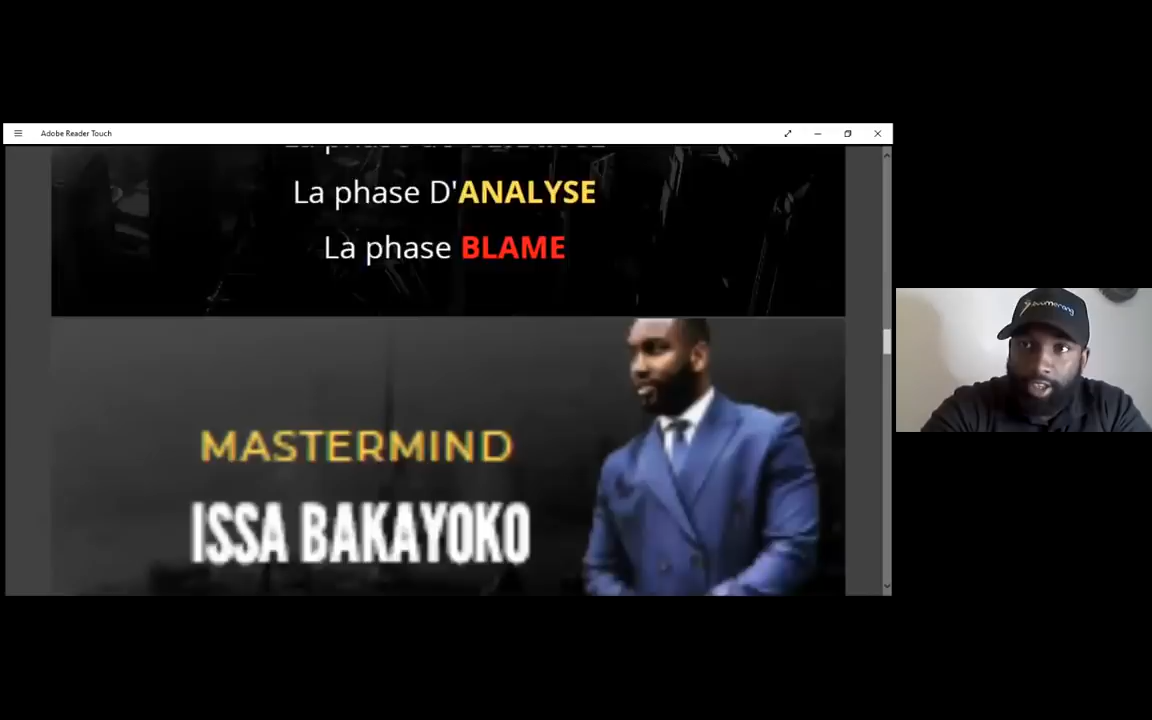 Adobe Reader Touch
La phase D'ANALYSE
La phase BLAME
MASTERMIND
ISSA BAKAYOKO